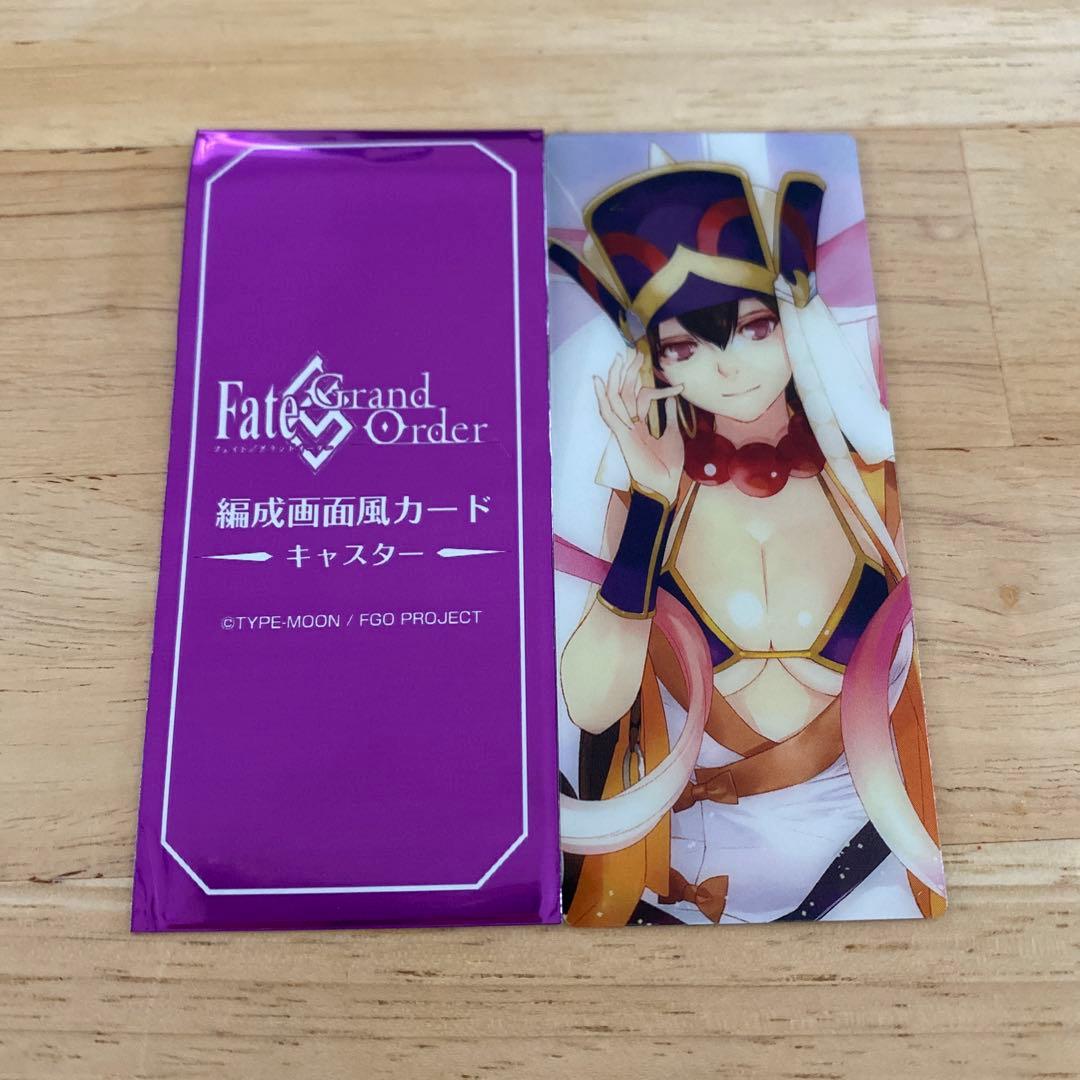 Fate Grand Order
フェイト/グランドオーダー
編成画面風カード
キャスター
©TYPE-MOON / FGO PROJECT